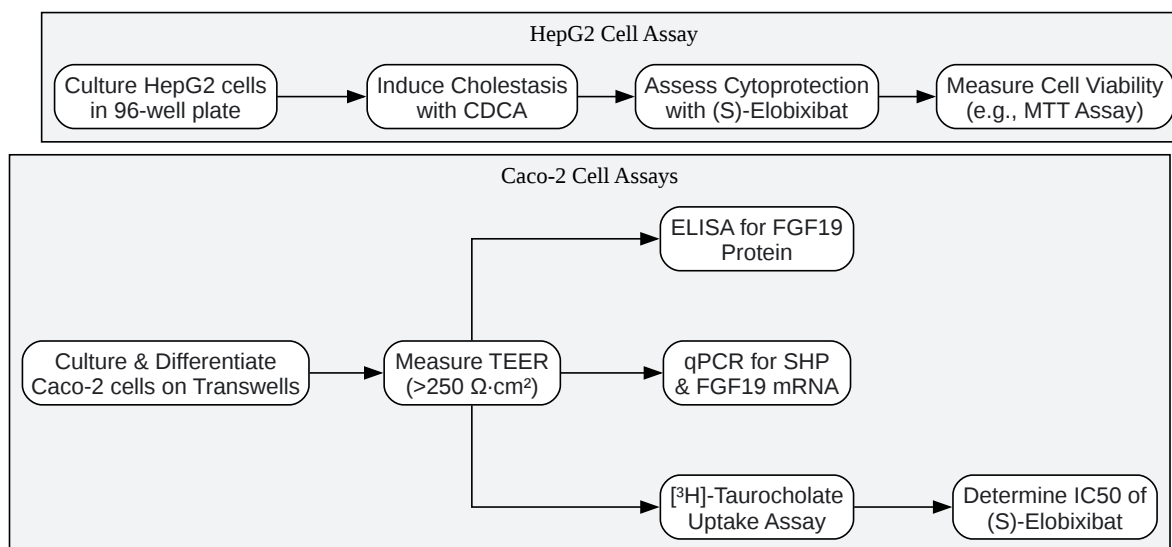 HepG2 Cell Assay
Culture HepG2 cells
in 96-well plate
Induce Cholestasis
with CDCA
Assess Cytoprotection
with (S)-Elobixibat
Measure Cell Viability
(e.g., MTT Assay)
Caco-2 Cell Assays
ELISA for FGF19
Protein
Culture & Differentiate
Caco-2 cells on Transwells
Measure TEER
(>250 Ω·cm²)
qPCR for SHP
& FGF19 mRNA
[³H]-Taurocholate
Uptake Assay
Determine IC50 of
(S)-Elobixibat